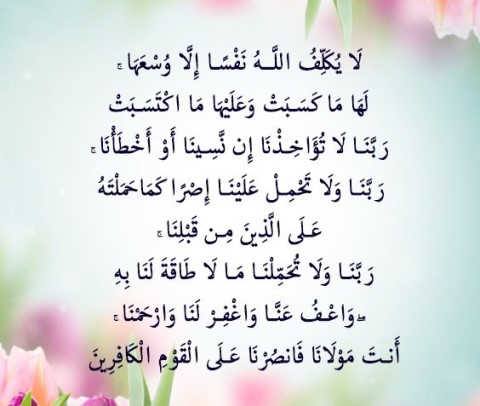 لَا يُكَلِّفُ اللَّـهُ نَفْسًا إِلَّا وُسْعَهَا ۚ
لَهَا مَا كَسَبَتْ وَعَلَيْهَا مَا اكْتَسَبَتْ
رَبَّنَا لَا تُؤَاخِذْنَا إِن نَّسِينَا أَوْ أَخْطَأْنَا ۚ
رَبَّنَا وَلَا تَحْمِلْ عَلَيْنَا إِصْرًا كَمَا حَمَلْتَهُ
عَلَى الَّذِينَ مِن قَبْلِنَا ۚ
رَبَّنَا وَلَا تُحَمِّلْنَا مَا لَا طَاقَةَ لَنَا بِهِ
ۖ وَاعْفُ عَنَّا وَاغْفِرْ لَنَا وَارْحَمْنَا ۚ
أَنتَ مَوْلَانَا فَانصُرْنَا عَلَى الْقَوْمِ الْكَافِرِينَ